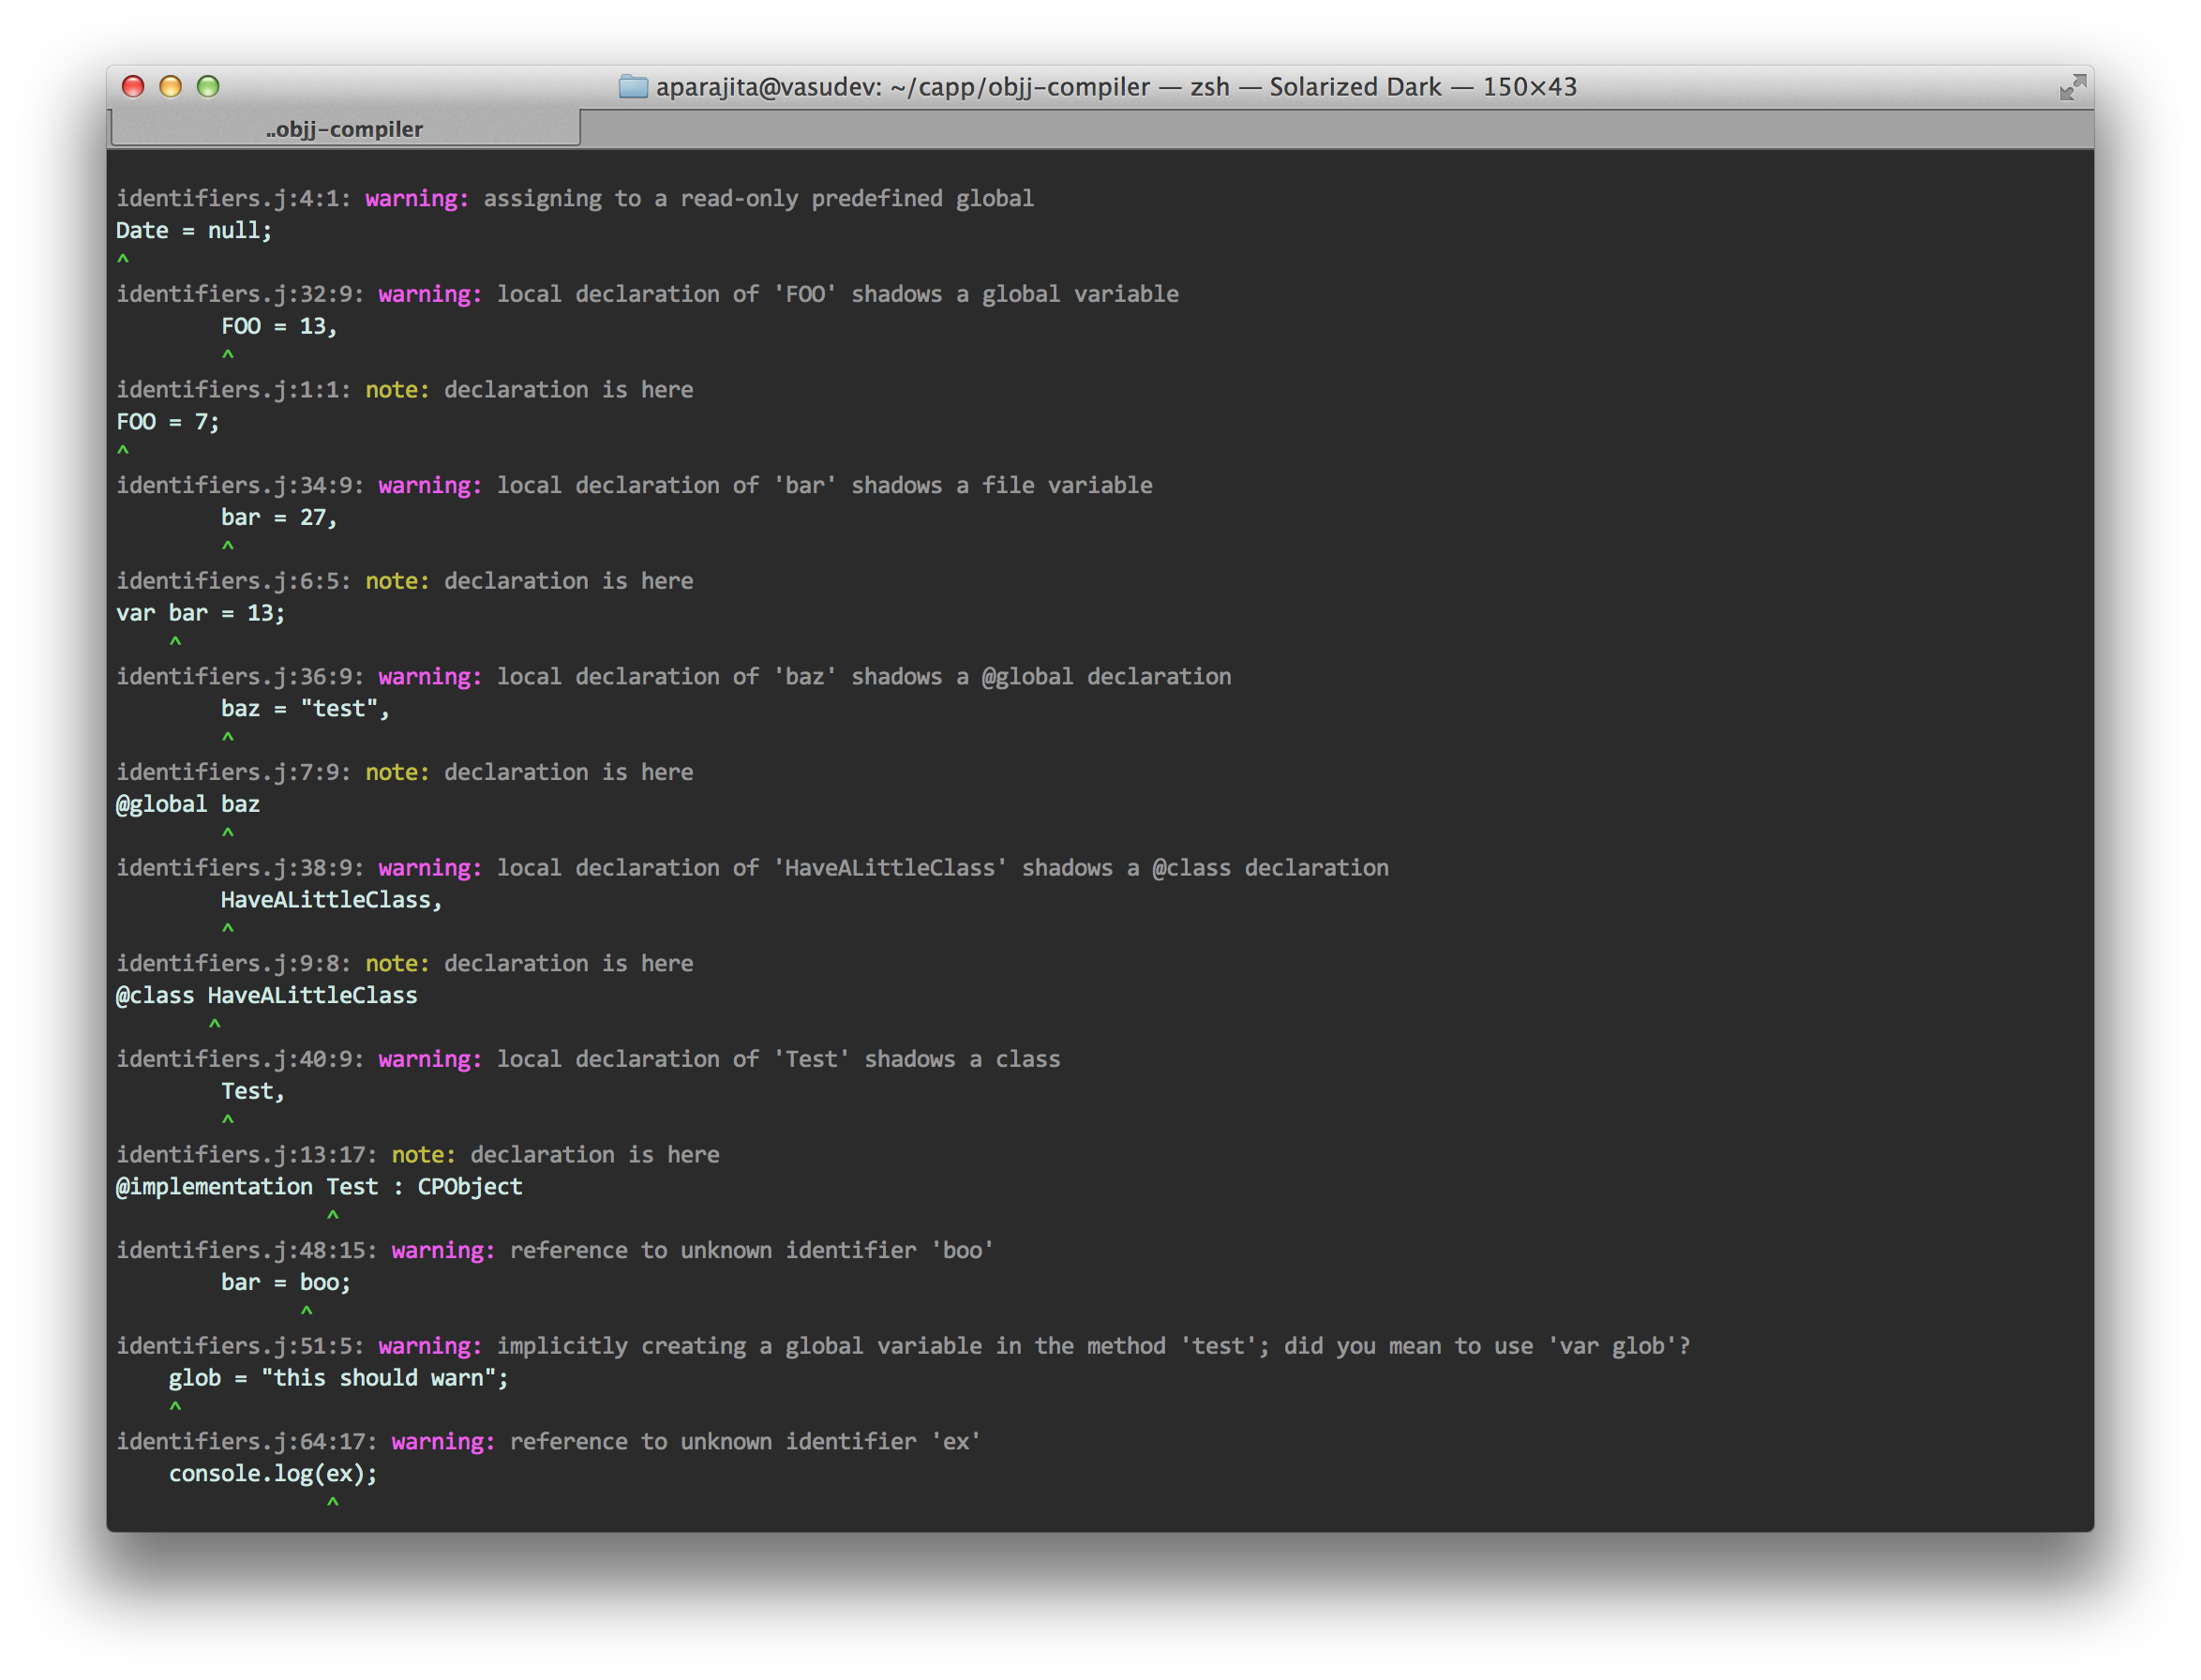 aparajita@vasudev: ~/capp/objj-compiler — zsh — Solarized Dark — 150×43
..objj-compiler
identifiers.j:4:1: warning: assigning to a read-only predefined global
Date = null;
^
identifiers.j:32:9: warning: local declaration of 'FOO' shadows a global variable
        FOO = 13,
        ^
identifiers.j:1:1: note: declaration is here
FOO = 7;
^
identifiers.j:34:9: warning: local declaration of 'bar' shadows a file variable
        bar = 27,
        ^
identifiers.j:6:5: note: declaration is here
var bar = 13;
    ^
identifiers.j:36:9: warning: local declaration of 'baz' shadows a @global declaration
        baz = "test",
        ^
identifiers.j:7:9: note: declaration is here
@global baz
        ^
identifiers.j:38:9: warning: local declaration of 'HaveALittleClass' shadows a @class declaration
        HaveALittleClass,
        ^
identifiers.j:9:8: note: declaration is here
@class HaveALittleClass
       ^
identifiers.j:40:9: warning: local declaration of 'Test' shadows a class
        Test,
        ^
identifiers.j:13:17: note: declaration is here
@implementation Test : CPObject
                ^
identifiers.j:48:15: warning: reference to unknown identifier 'boo'
        bar = boo;
              ^
identifiers.j:51:5: warning: implicitly creating a global variable in the method 'test'; did you mean to use 'var glob'?
    glob = "this should warn";
    ^
identifiers.j:64:17: warning: reference to unknown identifier 'ex'
    console.log(ex);
                ^